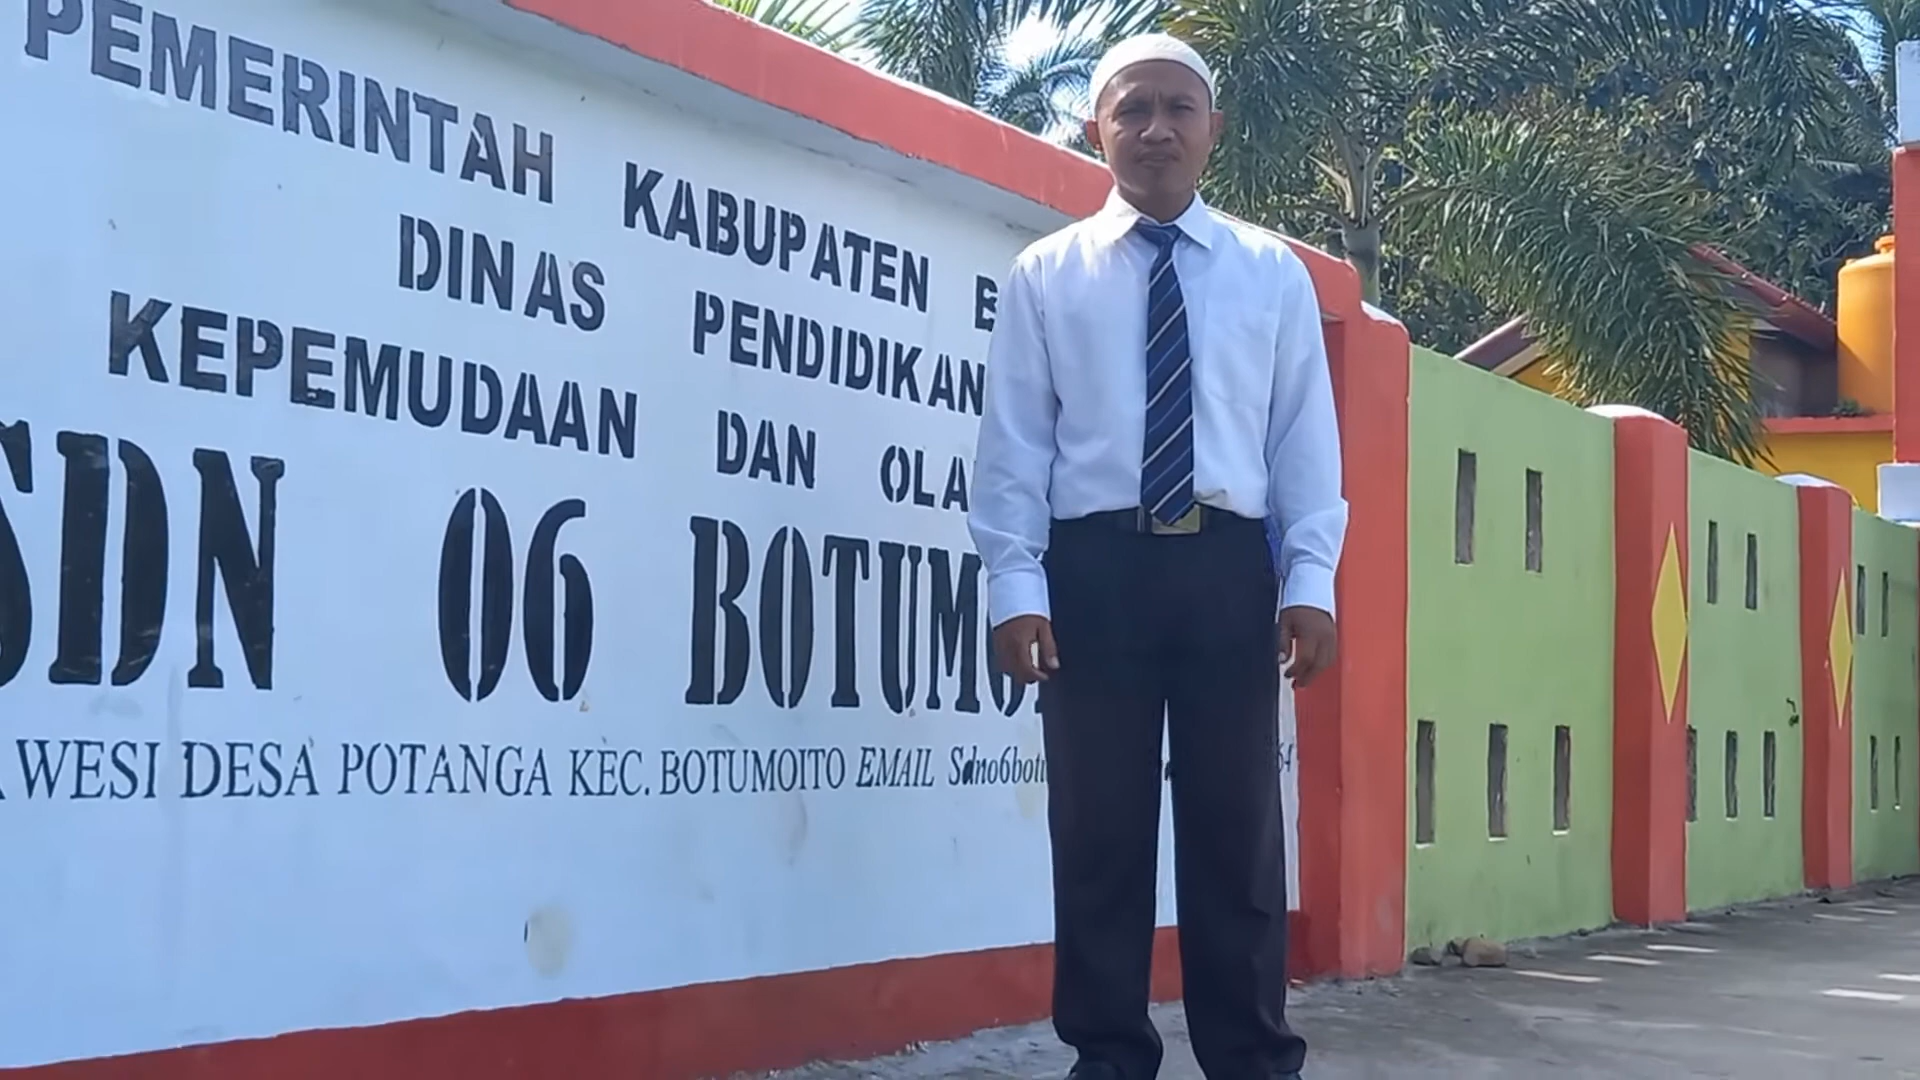 PEMERINTAH KABUPATEN
DINAS PENDIDIKAN
KEPEMUDAAN DAN
SDN 06
WESI DESA POTANGA KEC. BOTUMOITO EMAIL